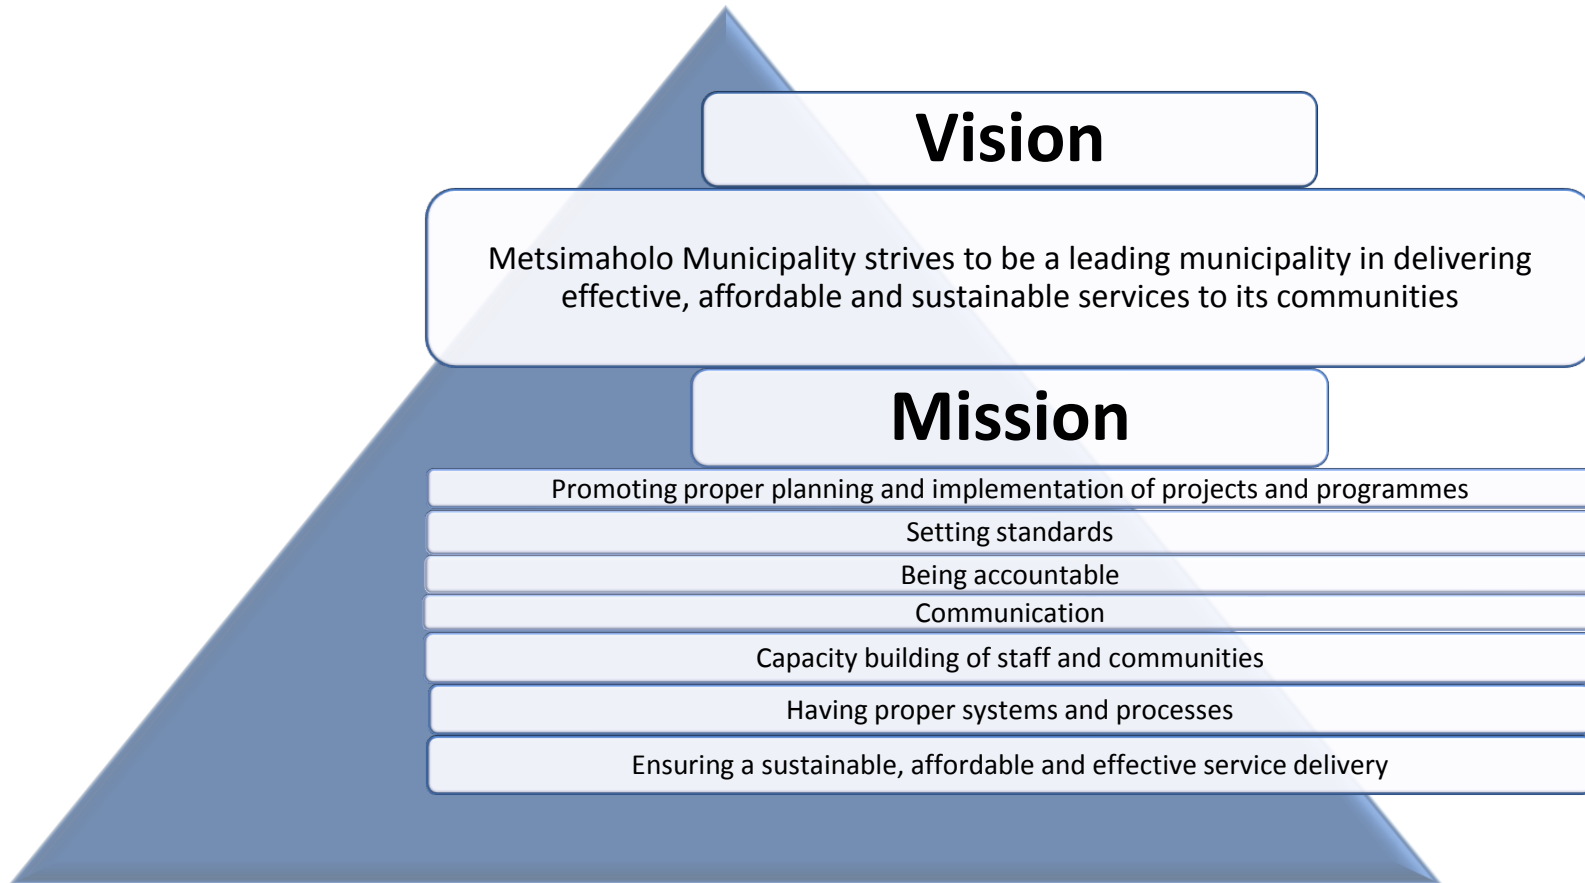 Vision
Metsimaholo Municipality strives to be a leading municipality in delivering
effective, affordable and sustainable services to its communities
Mission
Promoting proper planning and implementation of projects and programmes
Setting standards
Being accountable
Communication
Capacity building of staff and communities
Having proper systems and processes
Ensuring a sustainable, affordable and effective service delivery